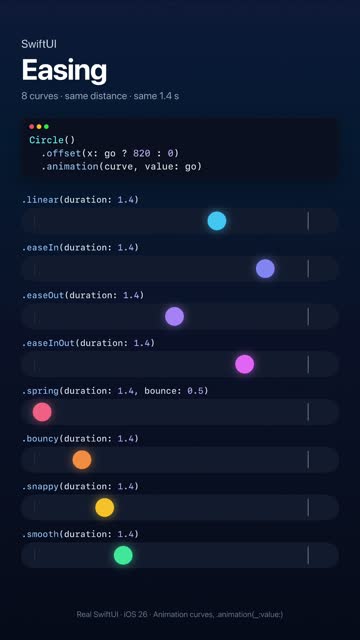 SwiftUI
Easing
8 curves · same distance · same 1.4 s
Circle()
  .offset(x: go ? 820 : 0)
  .animation(curve, value: go)
.linear(duration: 1.4)
.easeIn(duration: 1.4)
.easeOut(duration: 1.4)
.easeInOut(duration: 1.4)
.spring(duration: 1.4, bounce: 0.5)
.bouncy(duration: 1.4)
.snappy(duration: 1.4)
.smooth(duration: 1.4)
Real SwiftUI · iOS 26 · Animation curves, .animation(_:value:)